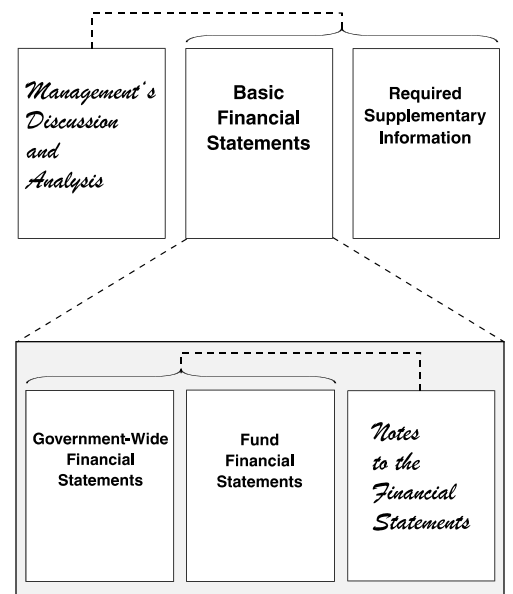 Management's
Discussion
and
Analysis
Basic
Financial
Statements
Required
Supplementary
Information
Government-Wide
Financial
Statements
Fund
Financial
Statements
Notes
to the
Financial
Statements